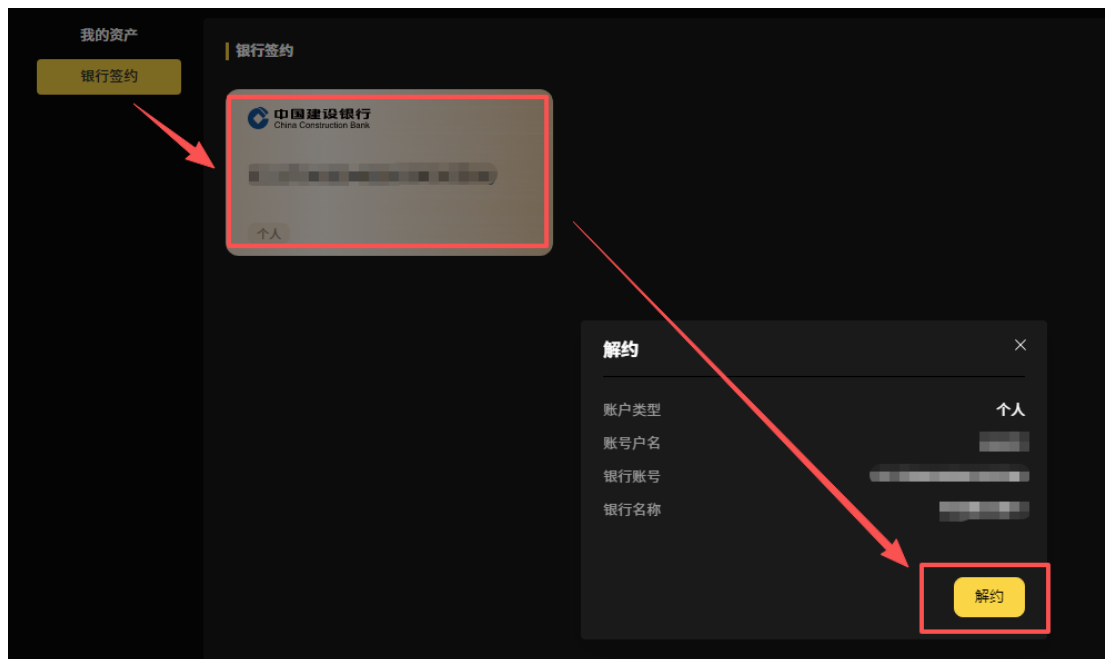 我的资产
银行签约
银行签约
中国建设银行
China Construction Bank
个人
解约
账户类型
个人
账号户名
银行账号
银行名称
解约